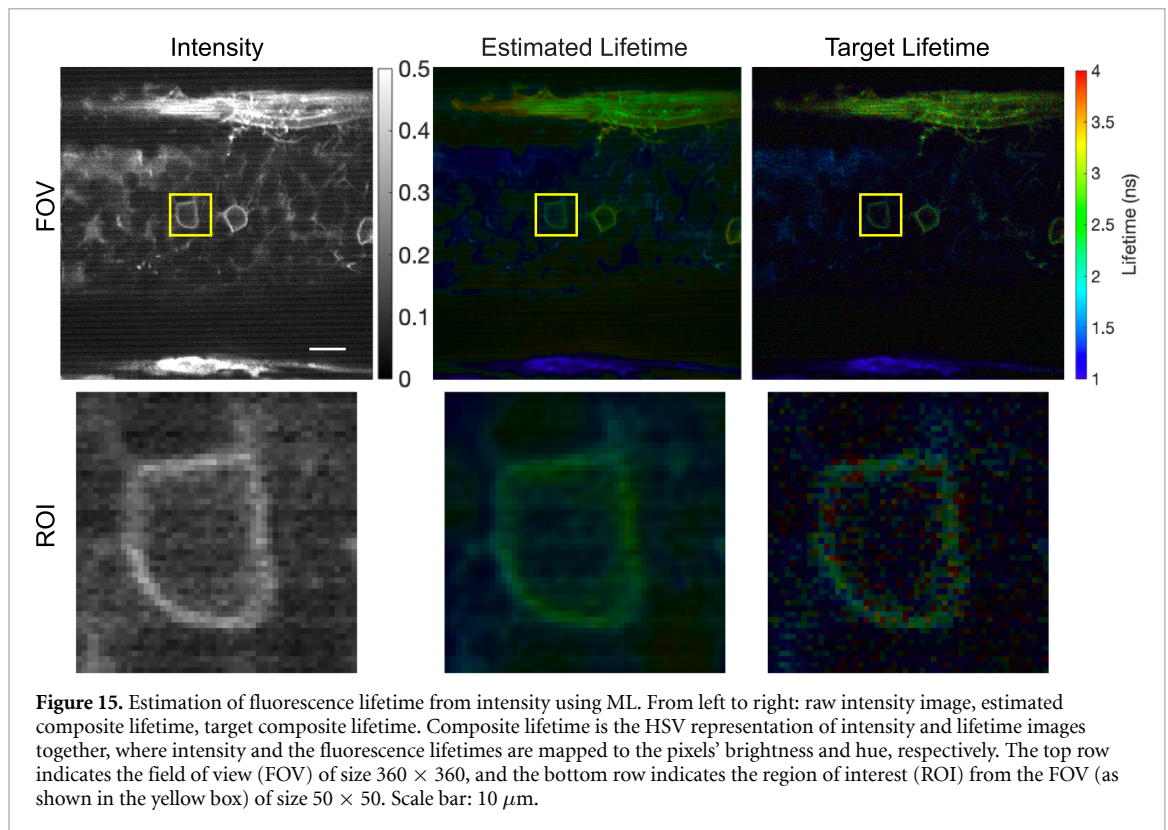 Intensity
Estimated Lifetime
Target Lifetime
FOV
0.5
0.4
0.3
0.2
0.1
0
4
3.5
3
2.5
2
1.5
1
Lifetime (ns)
ROI
Figure 15. Estimation of fluorescence lifetime from intensity using ML. From left to right: raw intensity image, estimated
composite lifetime, target composite lifetime. Composite lifetime is the HSV representation of intensity and lifetime images
together, where intensity and the fluorescence lifetimes are mapped to the pixels’ brightness and hue, respectively. The top row
indicates the field of view (FOV) of size 360 × 360, and the bottom row indicates the region of interest (ROI) from the FOV (as
shown in the yellow box) of size 50 × 50. Scale bar: 10 μm.